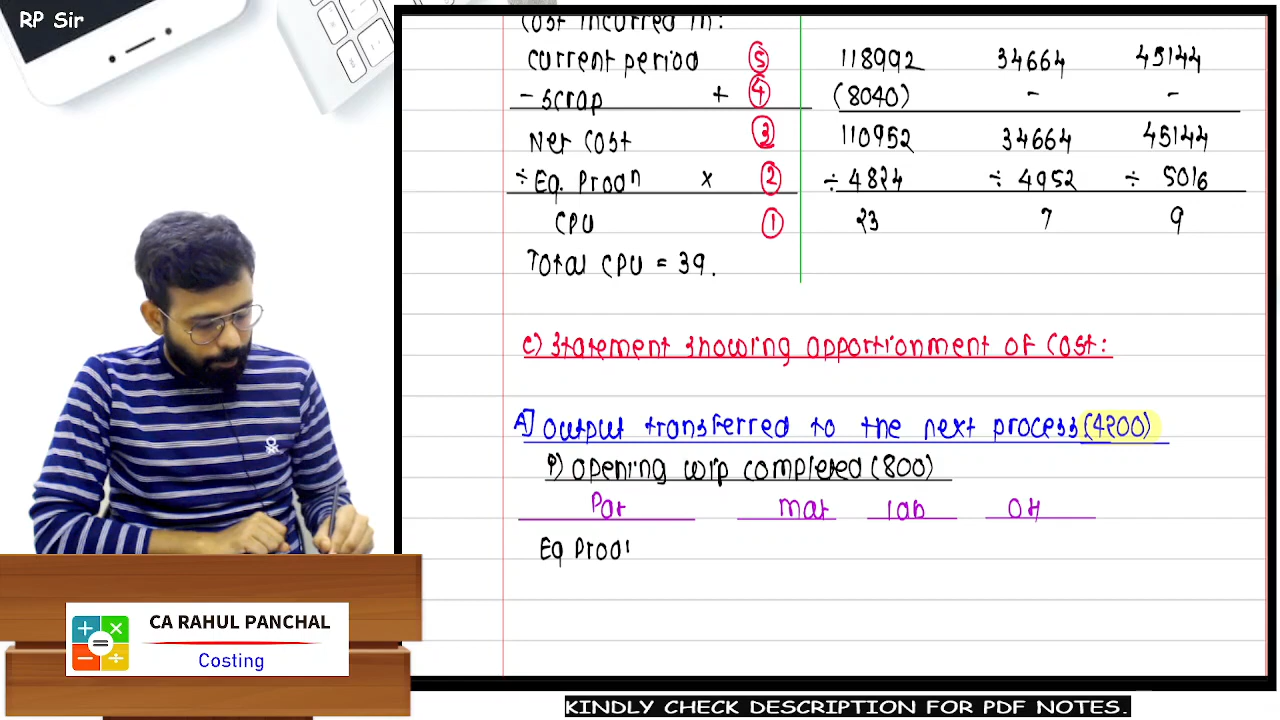 RP Sir
Cost incurred in:
Current period ⑤ 118992 34664 45144
- Scrap + ④ (8040) - -
Net Cost ③ 110952 34664 45144
÷ Eq. Prodn x ② ÷ 4824 ÷ 4952 ÷ 5016
CPU ① 23 7 9
Total CPU = 39.
C) Statement showing apportionment of Cost:
A] Output transferred to the next process (4200)
i) Opening wip completed (800)
Par mat lab OH
Eq Prod
CA RAHUL PANCHAL
Costing
KINDLY CHECK DESCRIPTION FOR PDF NOTES.